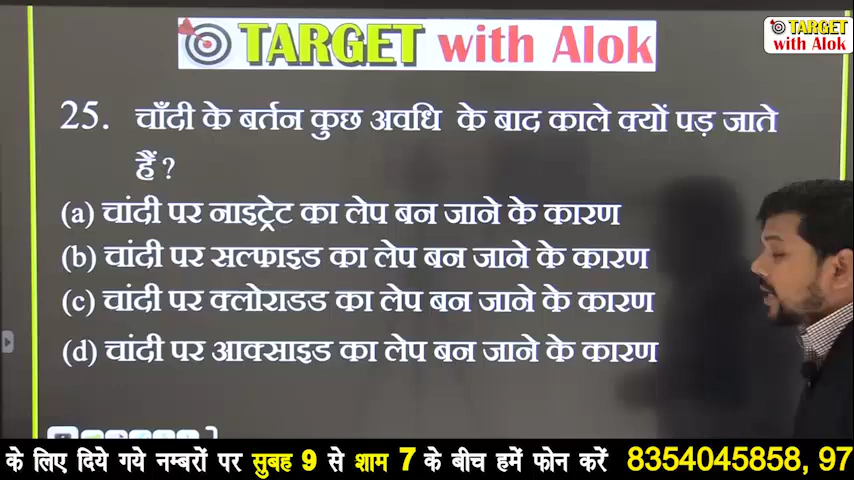 TARGET with Alok
TARGET
with Alok
25. चाँदी के बर्तन कुछ अवधि के बाद काले क्यों पड़ जाते
हैं ?
(a) चांदी पर नाइट्रेट का लेप बन जाने के कारण
(b) चांदी पर सल्फाइड का लेप बन जाने के कारण
(c) चांदी पर क्लोराडड का लेप बन जाने के कारण
(d) चांदी पर आक्साइड का लेप बन जाने के कारण
के लिए दिये गये नम्बरों पर सुबह 9 से शाम 7 के बीच हमें फोन करें 8354045858, 97